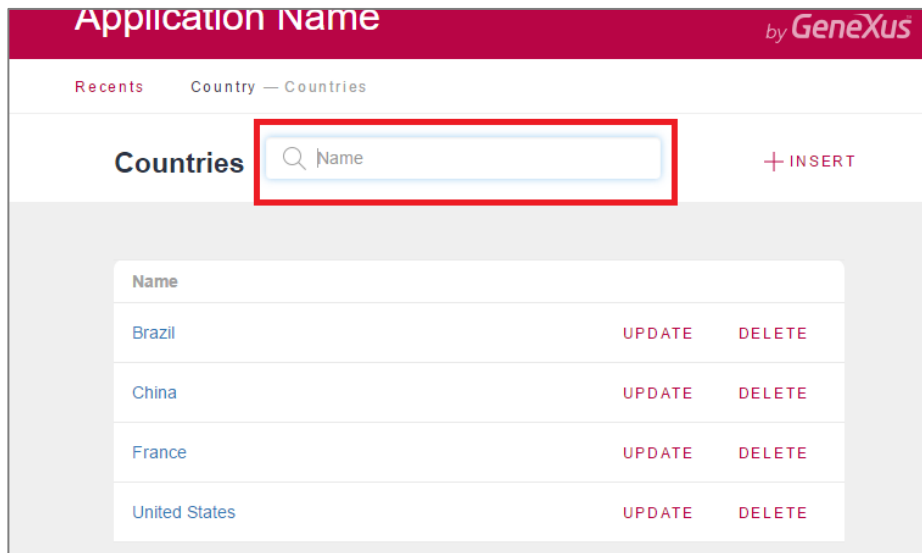 Application Name
by GeneXus™
Recents Country — Countries
Countries Name INSERT
Name
Brazil UPDATE DELETE
China UPDATE DELETE
France UPDATE DELETE
United States UPDATE DELETE